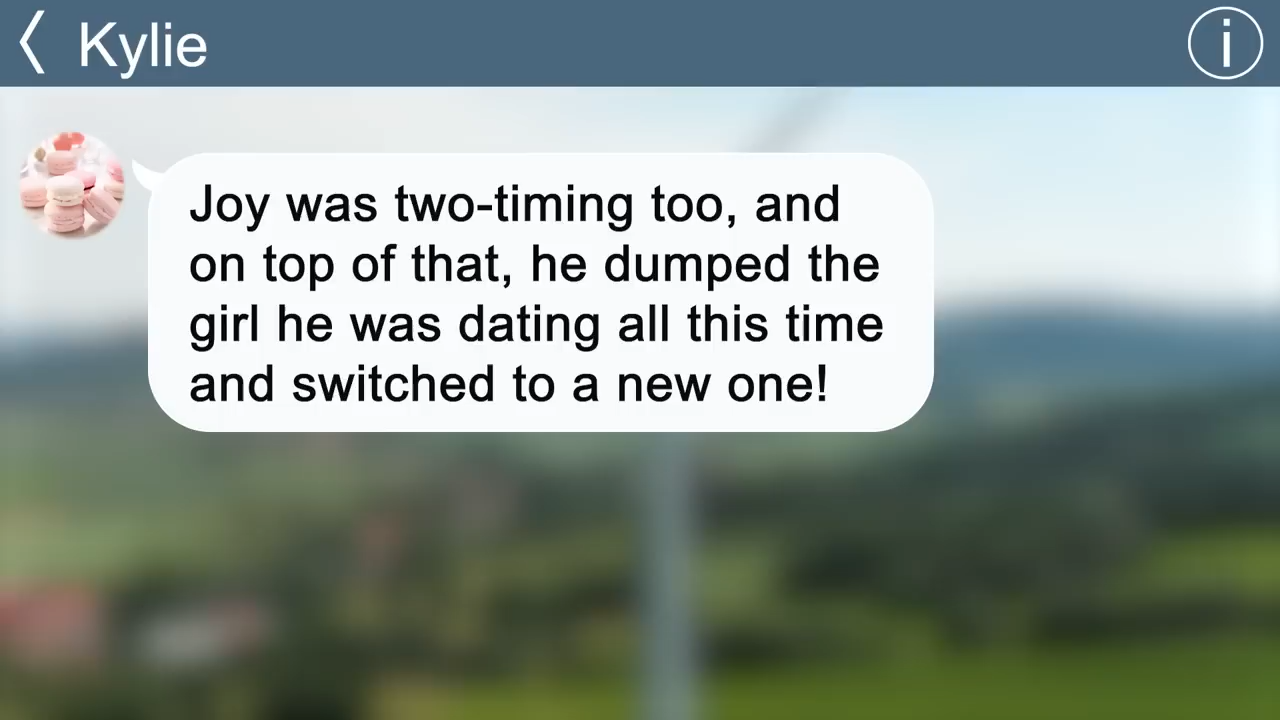 Kylie
Joy was two-timing too, and
on top of that, he dumped the
girl he was dating all this time
and switched to a new one!